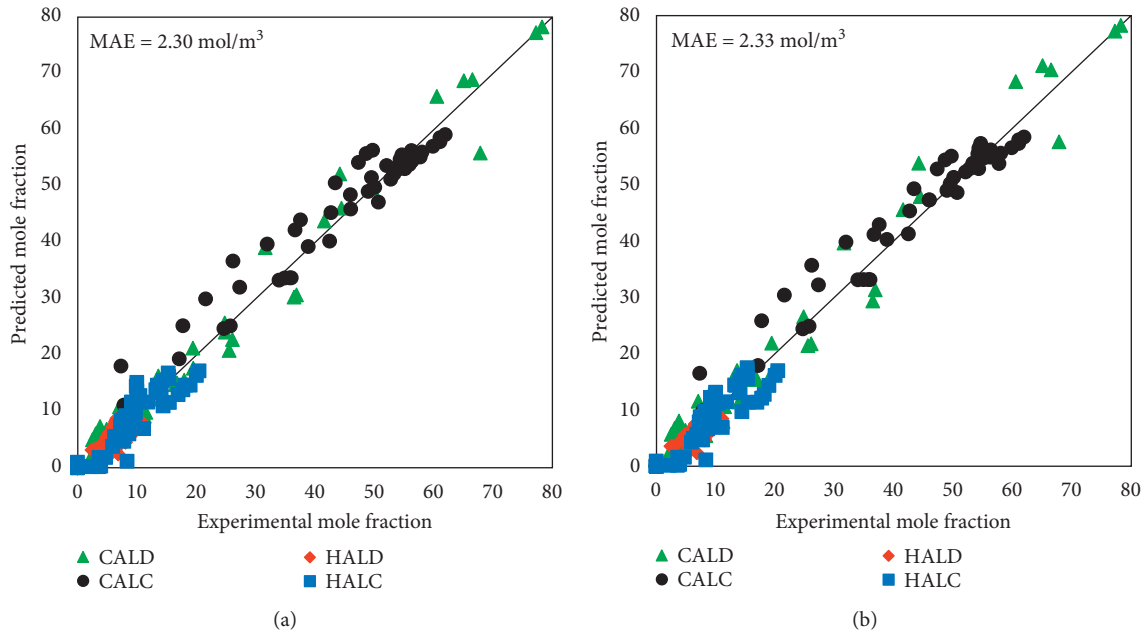 80
70
60
50
40
30
20
10
0
Predicted mole fraction
MAE = 2.30 mol/m³
0 10 20 30 40 50 60 70 80
Experimental mole fraction
CALD
CALC
HALD
HALC
(a)
80
70
60
50
40
30
20
10
0
Predicted mole fraction
MAE = 2.33 mol/m³
0 10 20 30 40 50 60 70 80
Experimental mole fraction
CALD
CALC
HALD
HALC
(b)